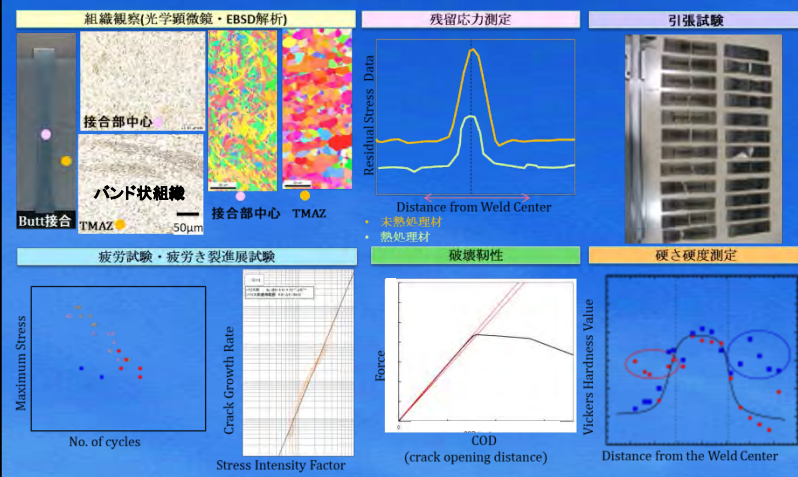 組織観察(光学顕微鏡・EBSD解析)
残留応力測定
引張試験
接合部中心
バンド状組織
Butt接合
TMAZ
50μm
接合部中心
TMAZ
Residual Stress Data
Distance from Weld Center
• 未熱処理材
• 熱処理材
疲労試験・疲労き裂進展試験
破壊靭性
硬さ硬度測定
Maximum Stress
No. of cycles
Crack Growth Rate
Stress Intensity Factor
Force
0
COD
(crack opening distance)
Vickers Hardness Value
Distance from the Weld Center